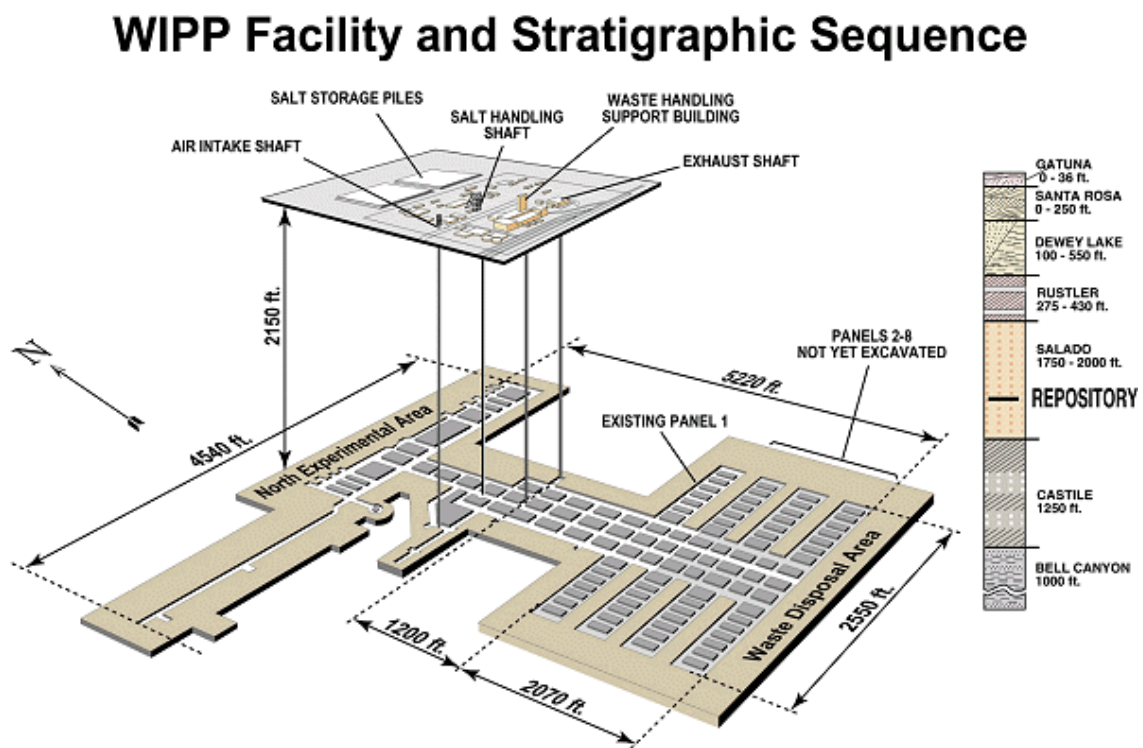 WIPP Facility and Stratigraphic Sequence
SALT STORAGE PILES
SALT HANDLING
SHAFT
WASTE HANDLING
SUPPORT BUILDING
AIR INTAKE SHAFT
EXHAUST SHAFT
2150 ft.
N
4540 ft.
North Experimental Area
5220 ft.
PANELS 2-8
NOT YET EXCAVATED
EXISTING PANEL 1
Waste Disposal Area
1200 ft.
2070 ft.
2550 ft.
GATUNA
0 - 36 ft.
SANTA ROSA
0 - 250 ft.
DEWEY LAKE
100 - 550 ft.
RUSTLER
275 - 430 ft.
SALADO
1750 - 2000 ft.
REPOSITORY
CASTILE
1250 ft.
BELL CANYON
1000 ft.